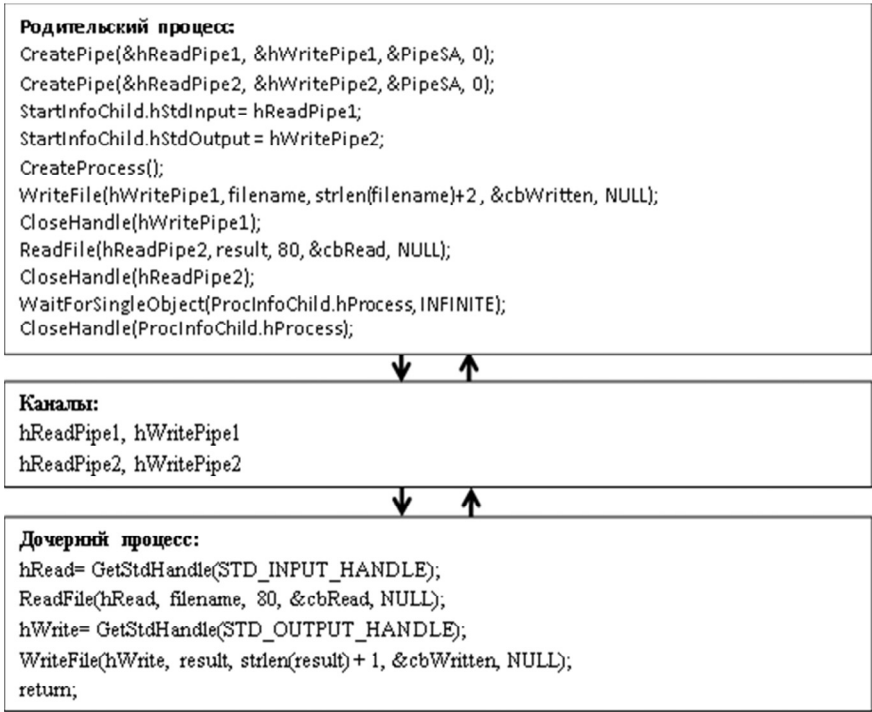 Родительский процесс:
CreatePipe(&hReadPipe1, &hWritePipe1, &PipeSA, 0);
CreatePipe(&hReadPipe2, &hWritePipe2, &PipeSA, 0);
StartInfoChild.hStdInput= hReadPipe1;
StartInfoChild.hStdOutput = hWritePipe2;
CreateProcess();
WriteFile(hWritePipe1, filename, strlen(filename)+2 , &cbWritten, NULL);
CloseHandle(hWritePipe1);
ReadFile(hReadPipe2, result, 80, &cbRead, NULL);
CloseHandle(hReadPipe2);
WaitForSingleObject(ProcInfoChild.hProcess, INFINITE);
CloseHandle(ProcInfoChild.hProcess);
Каналы:
hReadPipe1, hWritePipe1
hReadPipe2, hWritePipe2
Дочерний процесс:
hRead= GetStdHandle(STD_INPUT_HANDLE);
ReadFile(hRead, filename, 80, &cbRead, NULL);
hWrite= GetStdHandle(STD_OUTPUT_HANDLE);
WriteFile(hWrite, result, strlen(result) + 1, &cbWritten, NULL);
return;